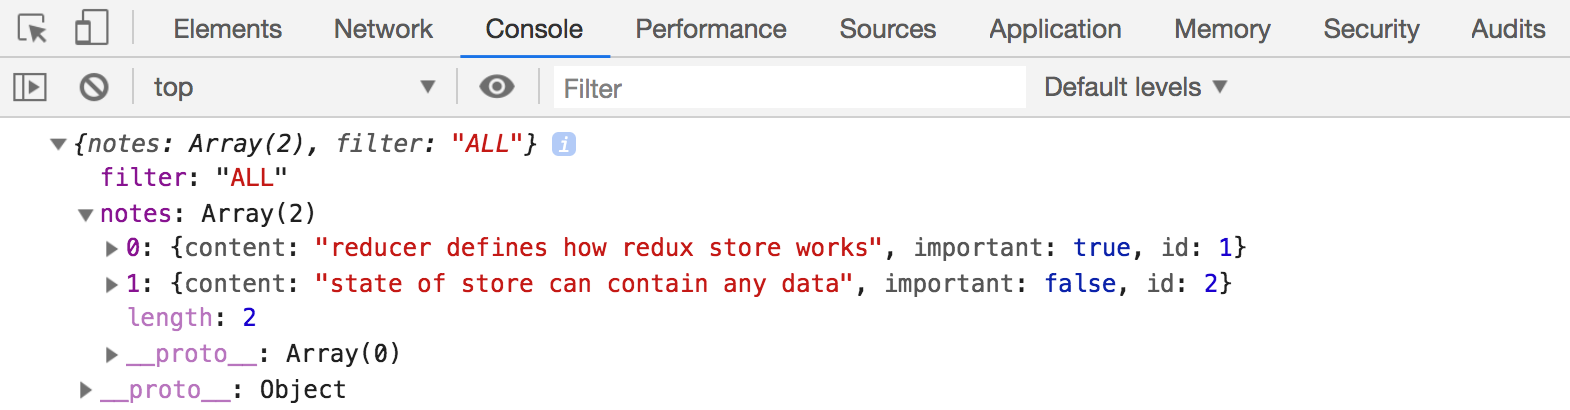 Elements Network Console Performance Sources Application Memory Security Audits
top Filter Default levels
{notes: Array(2), filter: "ALL"} i
filter: "ALL"
notes: Array(2)
0: {content: "reducer defines how redux store works", important: true, id: 1}
1: {content: "state of store can contain any data", important: false, id: 2}
length: 2
__proto__: Array(0)
__proto__: Object